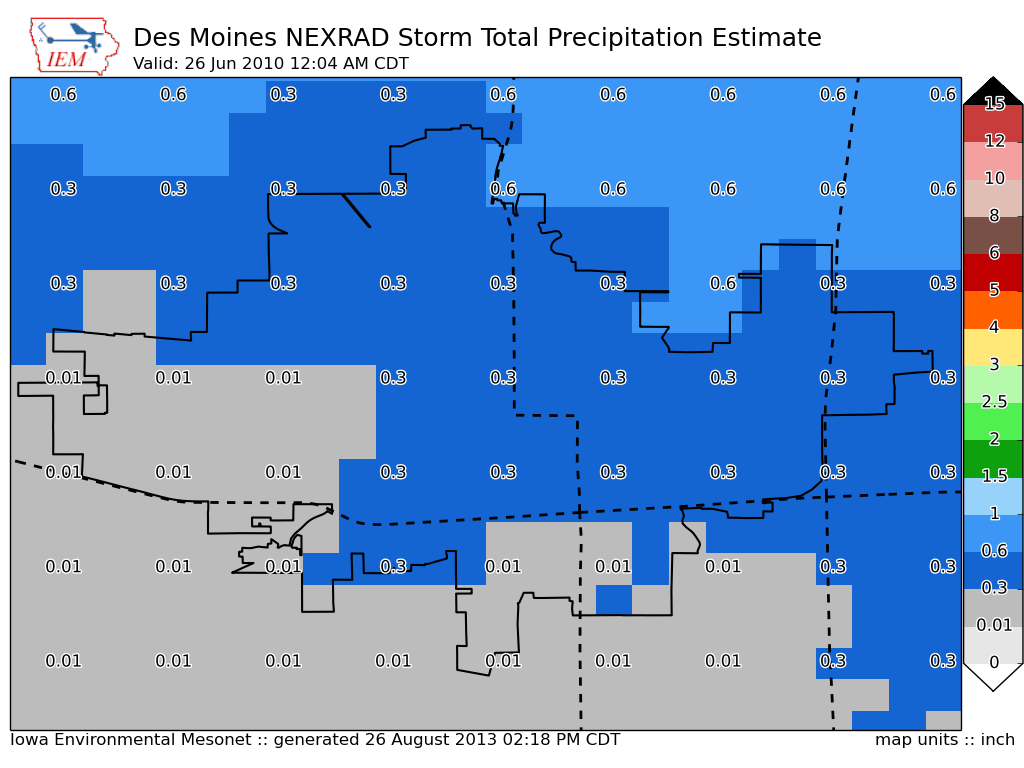 IEM
Des Moines NEXRAD Storm Total Precipitation Estimate
Valid: 26 Jun 2010 12:04 AM CDT
0.6 0.6 0.3 0.3 0.6 0.6 0.6 0.6 0.6
0.3 0.3 0.3 0.3 0.6 0.6 0.6 0.6 0.3
0.3 0.3 0.3 0.3 0.3 0.3 0.6 0.3 0.3
0.01 0.01 0.01 0.3 0.3 0.3 0.3 0.3 0.3
0.01 0.01 0.01 0.3 0.3 0.3 0.3 0.3 0.3
0.01 0.01 0.01 0.3 0.01 0.01 0.01 0.3 0.3
0.01 0.01 0.01 0.01 0.01 0.01 0.01 0.3 0.3
15
12
10
8
6
5
4
3
2.5
2
1.5
1
0.6
0.3
0.01
0
Iowa Environmental Mesonet :: generated 26 August 2013 02:18 PM CDT
map units :: inch